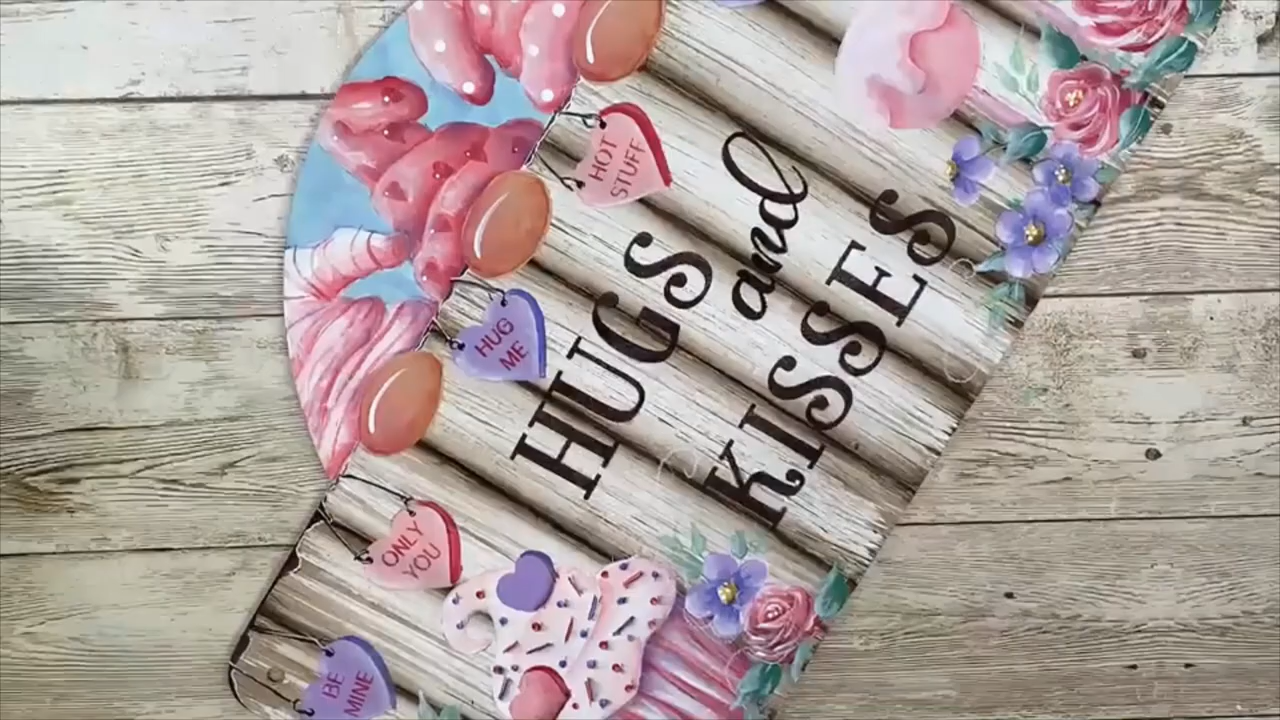 HUGS
and
KISSES
HOT
STUFF
HUG
ME
ONLY
YOU
BE
MINE